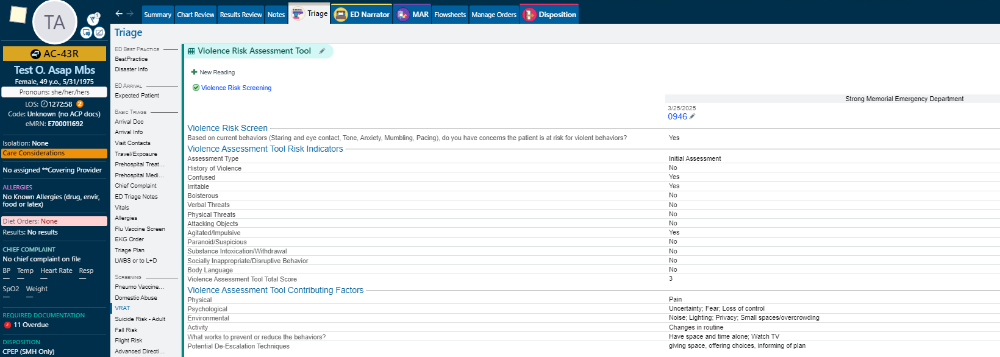 Summary
Chart Review
Results Review
Notes
Triage
ED Narrator
MAR
Flowsheets
Manage Orders
Disposition
1
TA
AC-43R
Test O. Asap Mbs
Female, 49 y.o., 5/31/1975
Pronouns: she/her/hers
LOS: 1272:58 2
Code: Unknown (no ACP docs)
eMRN: E700011692
Isolation: None
Care Considerations
No assigned **Covering Provider
ALLERGIES
No Known Allergies (drug, envir,
food or latex)
Diet Orders: None
Results: No results
CHIEF COMPLAINT
No chief complaint on file
BP Temp Heart Rate Resp
— — — —
SpO2 Weight
— —
REQUIRED DOCUMENTATION
11 Overdue
DISPOSITION
CPEP (SMH Only)
Triage
ED BEST PRACTICE
BestPractice
Disaster Info
ED ARRIVAL
Expected Patient
BASIC TRIAGE
Arrival Doc
Arrival Info
Visit Contacts
Travel/Exposure
Prehospital Treat...
Prehospital Medi...
Chief Complaint
ED Triage Notes
Vitals
Allergies
Flu Vaccine Screen
EKG Order
Triage Plan
LWBS or to L+D
SCREENING
Pneumo Vaccine...
Domestic Abuse
VRAT
Suicide Risk - Adult
Fall Risk
Flight Risk
Advanced Directi...
Violence Risk Assessment Tool
New Reading
Violence Risk Screening
Strong Memorial Emergency Department
3/25/2025
0946
Violence Risk Screen
Based on current behaviors (Staring and eye contact, Tone, Anxiety, Mumbling, Pacing), do you have concerns the patient is at risk for violent behaviors? Yes
Violence Assessment Tool Risk Indicators
Assessment Type Initial Assessment
History of Violence No
Confused Yes
Irritable Yes
Boisterous No
Verbal Threats No
Physical Threats No
Attacking Objects No
Agitated/Impulsive Yes
Paranoid/Suspicious No
Substance Intoxication/Withdrawal No
Socially Inappropriate/Disruptive Behavior No
Body Language No
Violence Assessment Tool Total Score 3
Violence Assessment Tool Contributing Factors
Physical Pain
Psychological Uncertainty; Fear; Loss of control
Environmental Noise; Lighting; Privacy; Small spaces/overcrowding
Activity Changes in routine
What works to prevent or reduce the behaviors? Have space and time alone; Watch TV
Potential De-Escalation Techniques giving space, offering choices, informing of plan